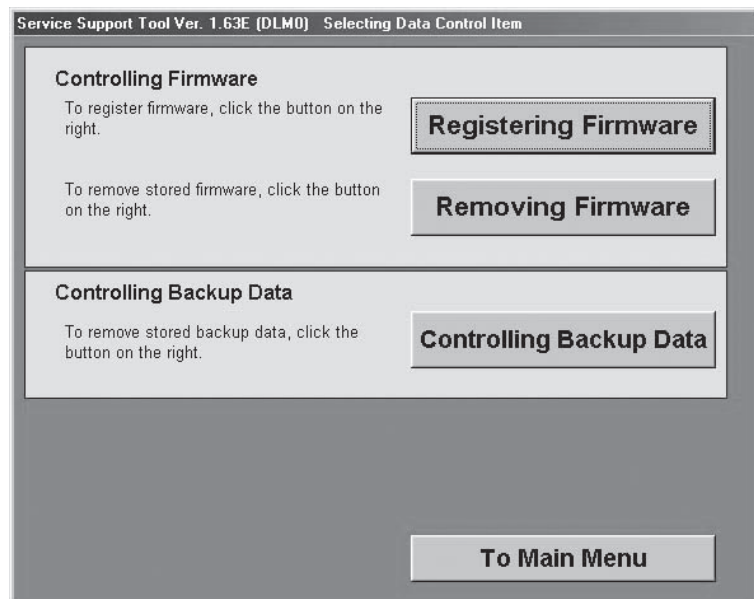 Service Support Tool Ver. 1.63E (DLM0)   Selecting Data Control Item
Controlling Firmware
To register firmware, click the button on the
right.
Registering Firmware
To remove stored firmware, click the button
on the right.
Removing Firmware
Controlling Backup Data
To remove stored backup data, click the
button on the right.
Controlling Backup Data
To Main Menu